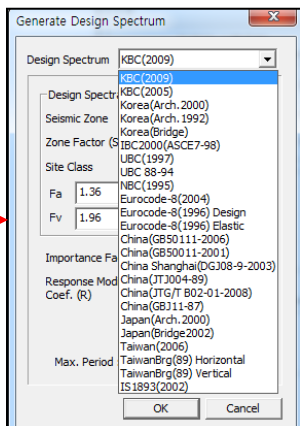 Generate Design Spectrum
Design Spectrum KBC(2009)
KBC(2009)
KBC(2005)
Korea(Arch.2000)
Korea(Arch.1992)
Korea(Bridge)
IBC2000(ASCE7-98)
UBC(1997)
UBC 88-94
NBC(1995)
Eurocode-8(2004)
Eurocode-8(1996) Design
Eurocode-8(1996) Elastic
China(GB50111-2006)
China(GB50011-2001)
China Shanghai(DGJ08-9-2003)
China(JTJ004-89)
China(JTG/T B02-01-2008)
China(GBJ11-87)
Japan(Arch.2000)
Japan(Bridge2002)
Taiwan(2006)
TaiwanBrg(89) Horizontal
TaiwanBrg(89) Vertical
IS1893(2002)
Design Spectr
Seismic Zone
Zone Factor (S
Site Class
Fa 1.36
Fv 1.96
Importance Fa
Response Mod
Coef. (R)
Max. Period
OK Cancel